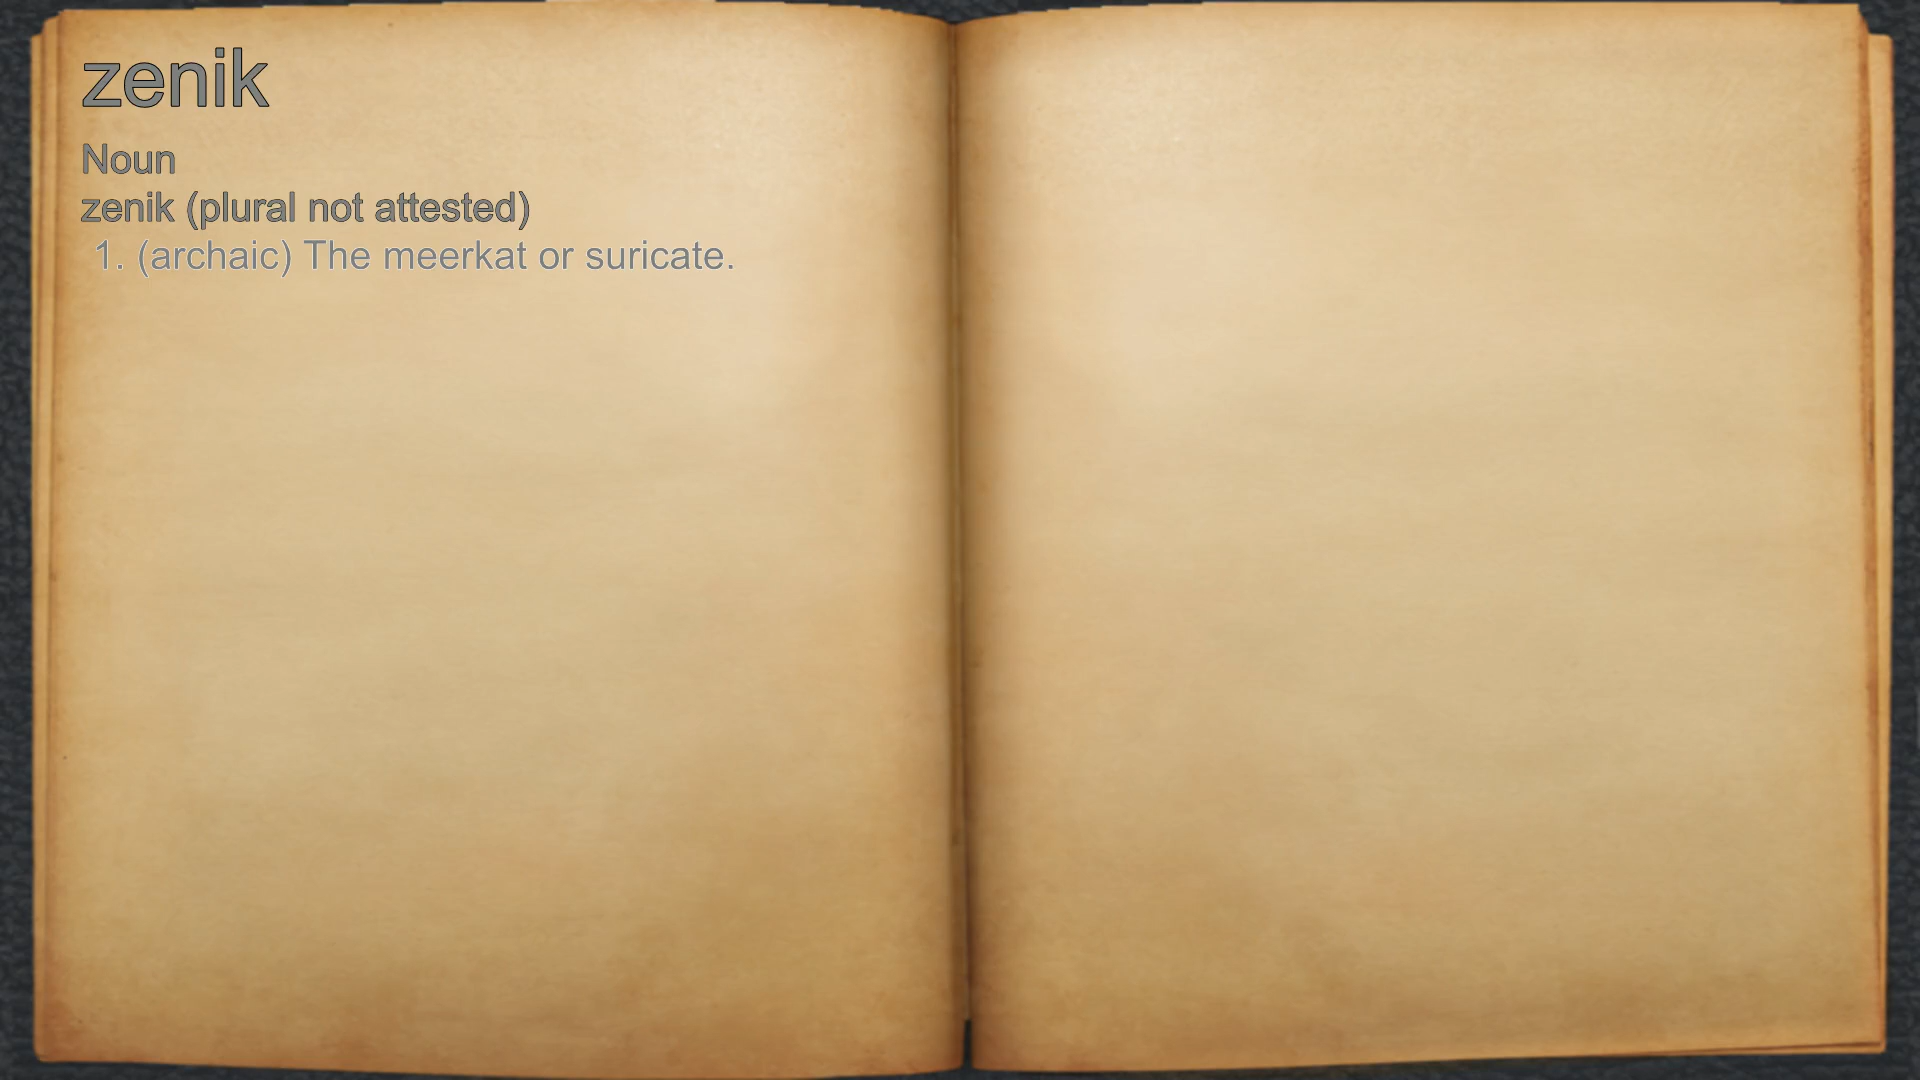 zenik
Noun
zenik (plural not attested)
1. (archaic) The meerkat or suricate.